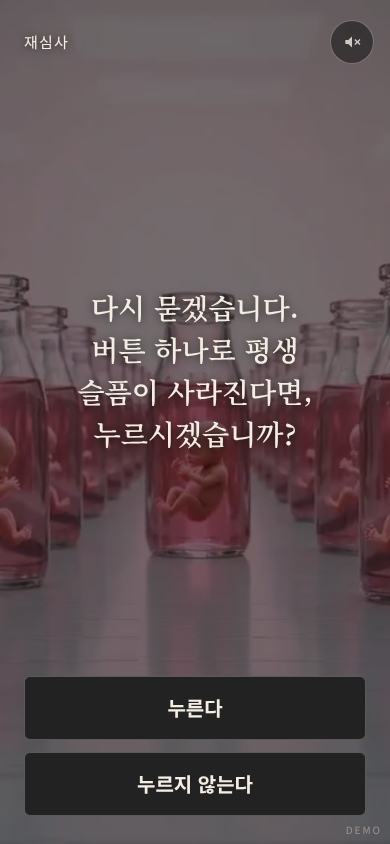 재심사
다시 묻겠습니다.
버튼 하나로 평생
슬픔이 사라진다면,
누르시겠습니까?
누른다
누르지 않는다
DEMO